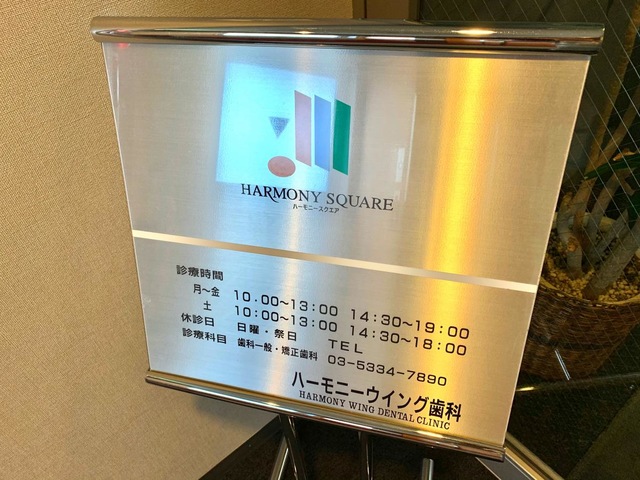 HARMONY SQUARE
ハーモニースクエア
診療時間
月〜金 10:00〜13:00 14:30〜19:00
土 10:00〜13:00 14:30〜18:00
休診日 日曜・祭日 TEL
診療科目 歯科一般・矯正歯科 03-5334-7890
ハーモニーウイング歯科
HARMONY WING DENTAL CLINIC